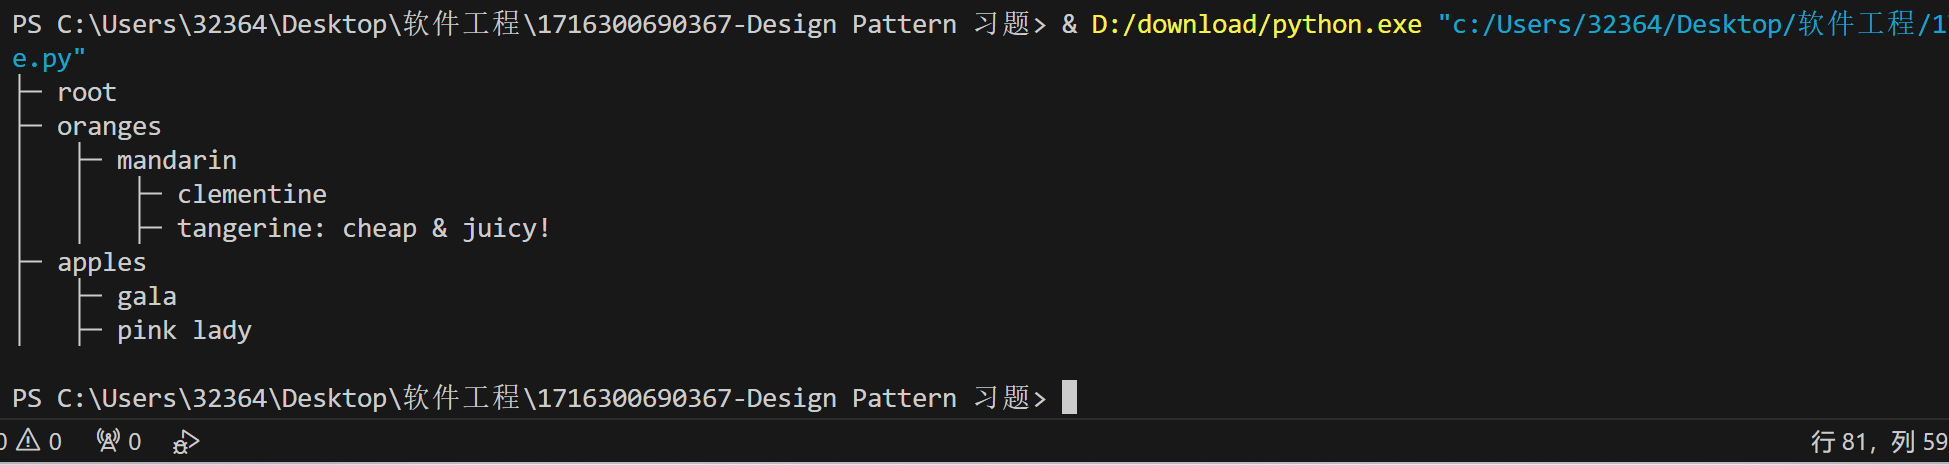 PS C:\Users\32364\Desktop\软件工程\1716300690367-Design Pattern 习题> & D:/download/python.exe "c:/Users/32364/Desktop/软件工程/1
e.py"
├─ root
├─ oranges
│   ├─ mandarin
│   │   ├─ clementine
│   │   ├─ tangerine: cheap & juicy!
├─ apples
│   ├─ gala
│   ├─ pink lady
PS C:\Users\32364\Desktop\软件工程\1716300690367-Design Pattern 习题>
0 0 0 行 81，列 59